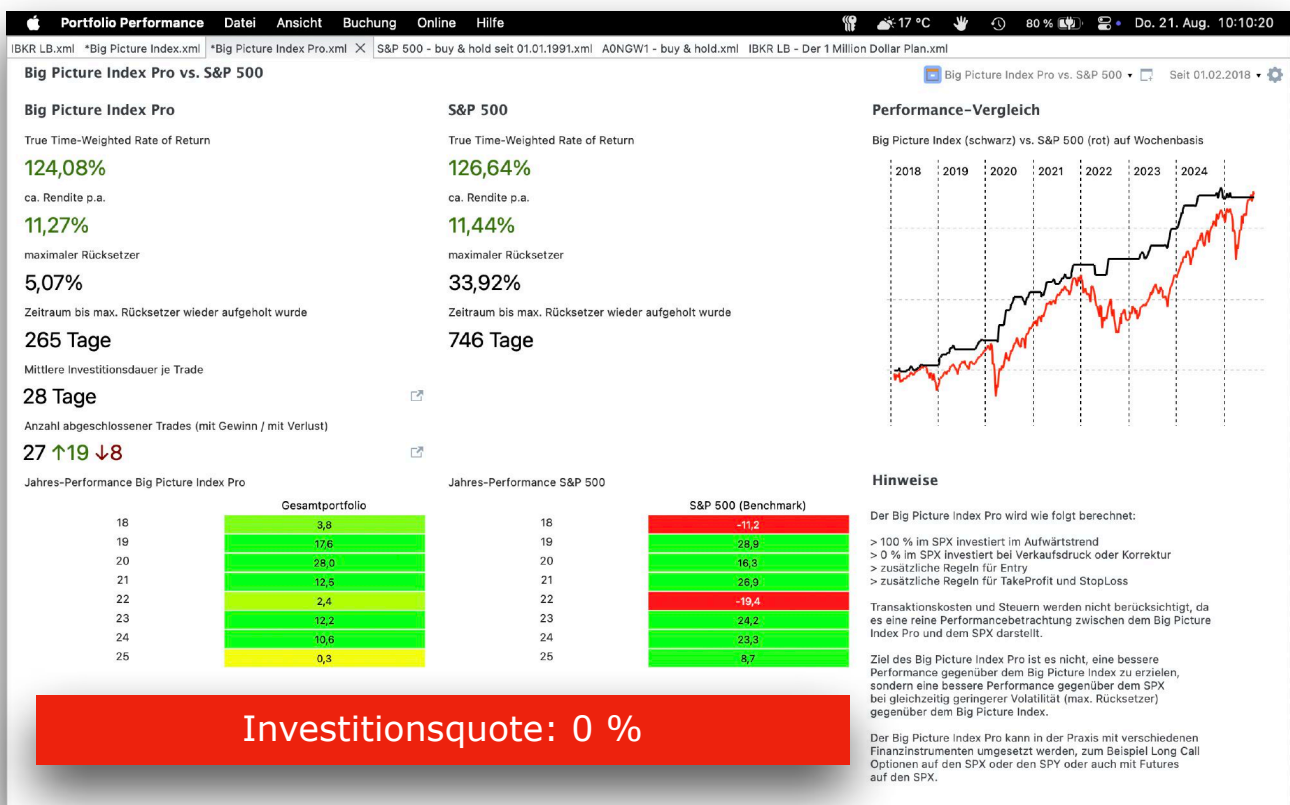 Portfolio Performance Datei Ansicht Buchung Online Hilfe 17 °C 80 % Do. 21. Aug. 10:10:20
IBKR LB.xml *Big Picture Index.xml *Big Picture Index Pro.xml S&P 500 - buy & hold seit 01.01.1991.xml A0NGW1 - buy & hold.xml IBKR LB - Der 1 Million Dollar Plan.xml
Big Picture Index Pro vs. S&P 500
Big Picture Index Pro vs. S&P 500 Seit 01.02.2018
Big Picture Index Pro
True Time-Weighted Rate of Return
124,08%
ca. Rendite p.a.
11,27%
maximaler Rücksetzer
5,07%
Zeitraum bis max. Rücksetzer wieder aufgeholt wurde
265 Tage
Mittlere Investitionsdauer je Trade
28 Tage
Anzahl abgeschlossener Trades (mit Gewinn / mit Verlust)
27 ↑19 ↓8
Jahres-Performance Big Picture Index Pro
Gesamtportfolio
18 3,8
19 17,6
20 28,0
21 12,5
22 2,4
23 12,2
24 10,6
25 0,3
S&P 500
True Time-Weighted Rate of Return
126,64%
ca. Rendite p.a.
11,44%
maximaler Rücksetzer
33,92%
Zeitraum bis max. Rücksetzer wieder aufgeholt wurde
746 Tage
Jahres-Performance S&P 500
S&P 500 (Benchmark)
18 -11,2
19 28,9
20 16,3
21 26,9
22 -19,4
23 24,2
24 23,3
25 8,7
Performance-Vergleich
Big Picture Index (schwarz) vs. S&P 500 (rot) auf Wochenbasis
2018 2019 2020 2021 2022 2023 2024
Hinweise
Der Big Picture Index Pro wird wie folgt berechnet:
> 100 % im SPX investiert im Aufwärtstrend
> 0 % im SPX investiert bei Verkaufsdruck oder Korrektur
> zusätzliche Regeln für Entry
> zusätzliche Regeln für TakeProfit und StopLoss
Transaktionskosten und Steuern werden nicht berücksichtigt, da
es eine reine Performancebetrachtung zwischen dem Big Picture
Index Pro und dem SPX darstellt.
Ziel des Big Picture Index Pro ist es nicht, eine bessere
Performance gegenüber dem Big Picture Index zu erzielen,
sondern eine bessere Performance gegenüber dem SPX
bei gleichzeitig geringerer Volatilität (max. Rücksetzer)
gegenüber dem Big Picture Index.
Der Big Picture Index Pro kann in der Praxis mit verschiedenen
Finanzinstrumenten umgesetzt werden, zum Beispiel Long Call
Optionen auf den SPX oder den SPY oder auch mit Futures
auf den SPX.
Investitionsquote: 0 %